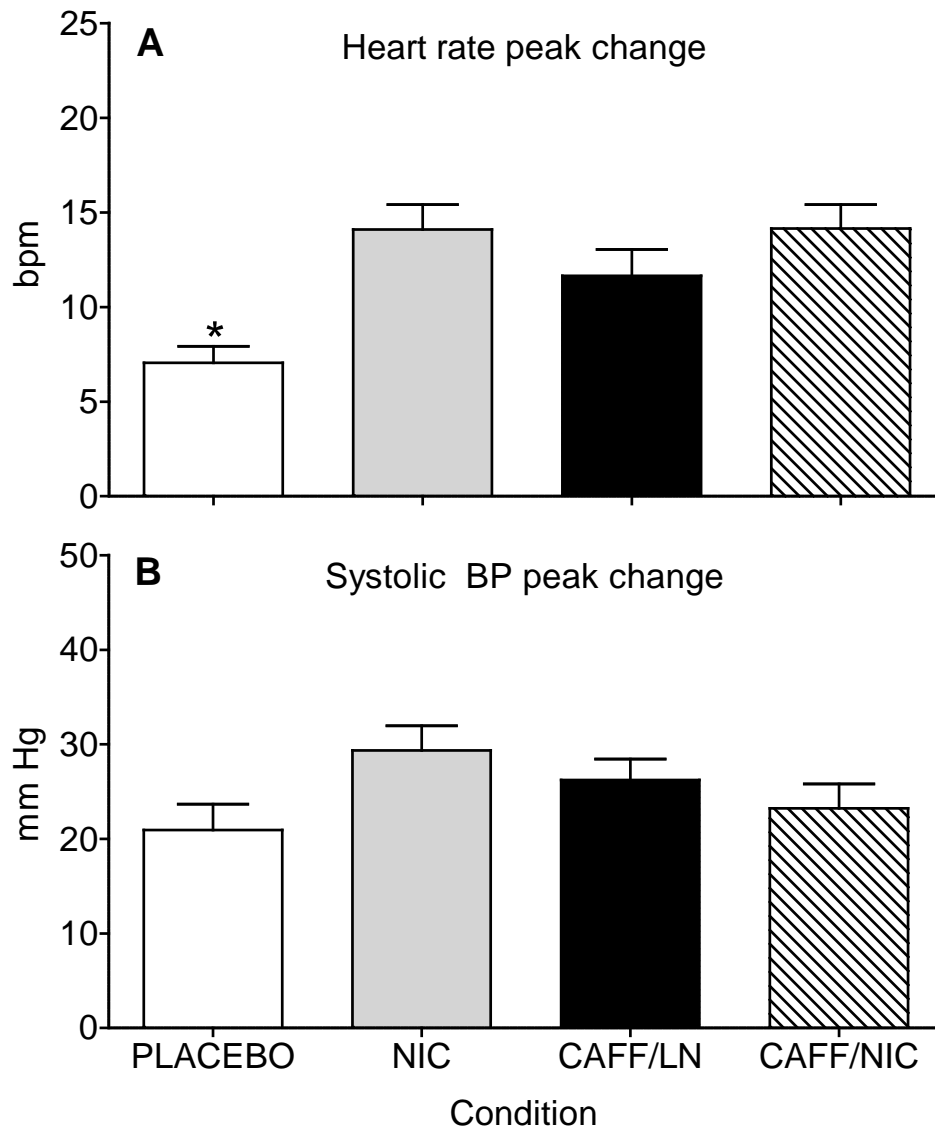 A
Heart rate peak change
25
20
15
10
5
0
bpm
*
B
Systolic BP peak change
50
40
30
20
10
0
mm Hg
PLACEBO NIC CAFF/LN CAFF/NIC
Condition